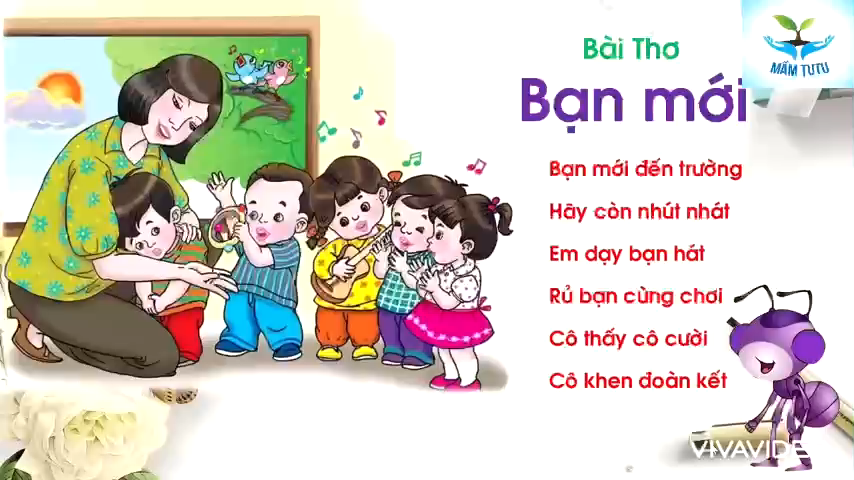 Bài Thơ
Bạn mới
MẦM TUTU
Bạn mới đến trường
Hãy còn nhút nhát
Em dạy bạn hát
Rủ bạn cùng chơi
Cô thấy cô cười
Cô khen đoàn kết
VIVAVIDE